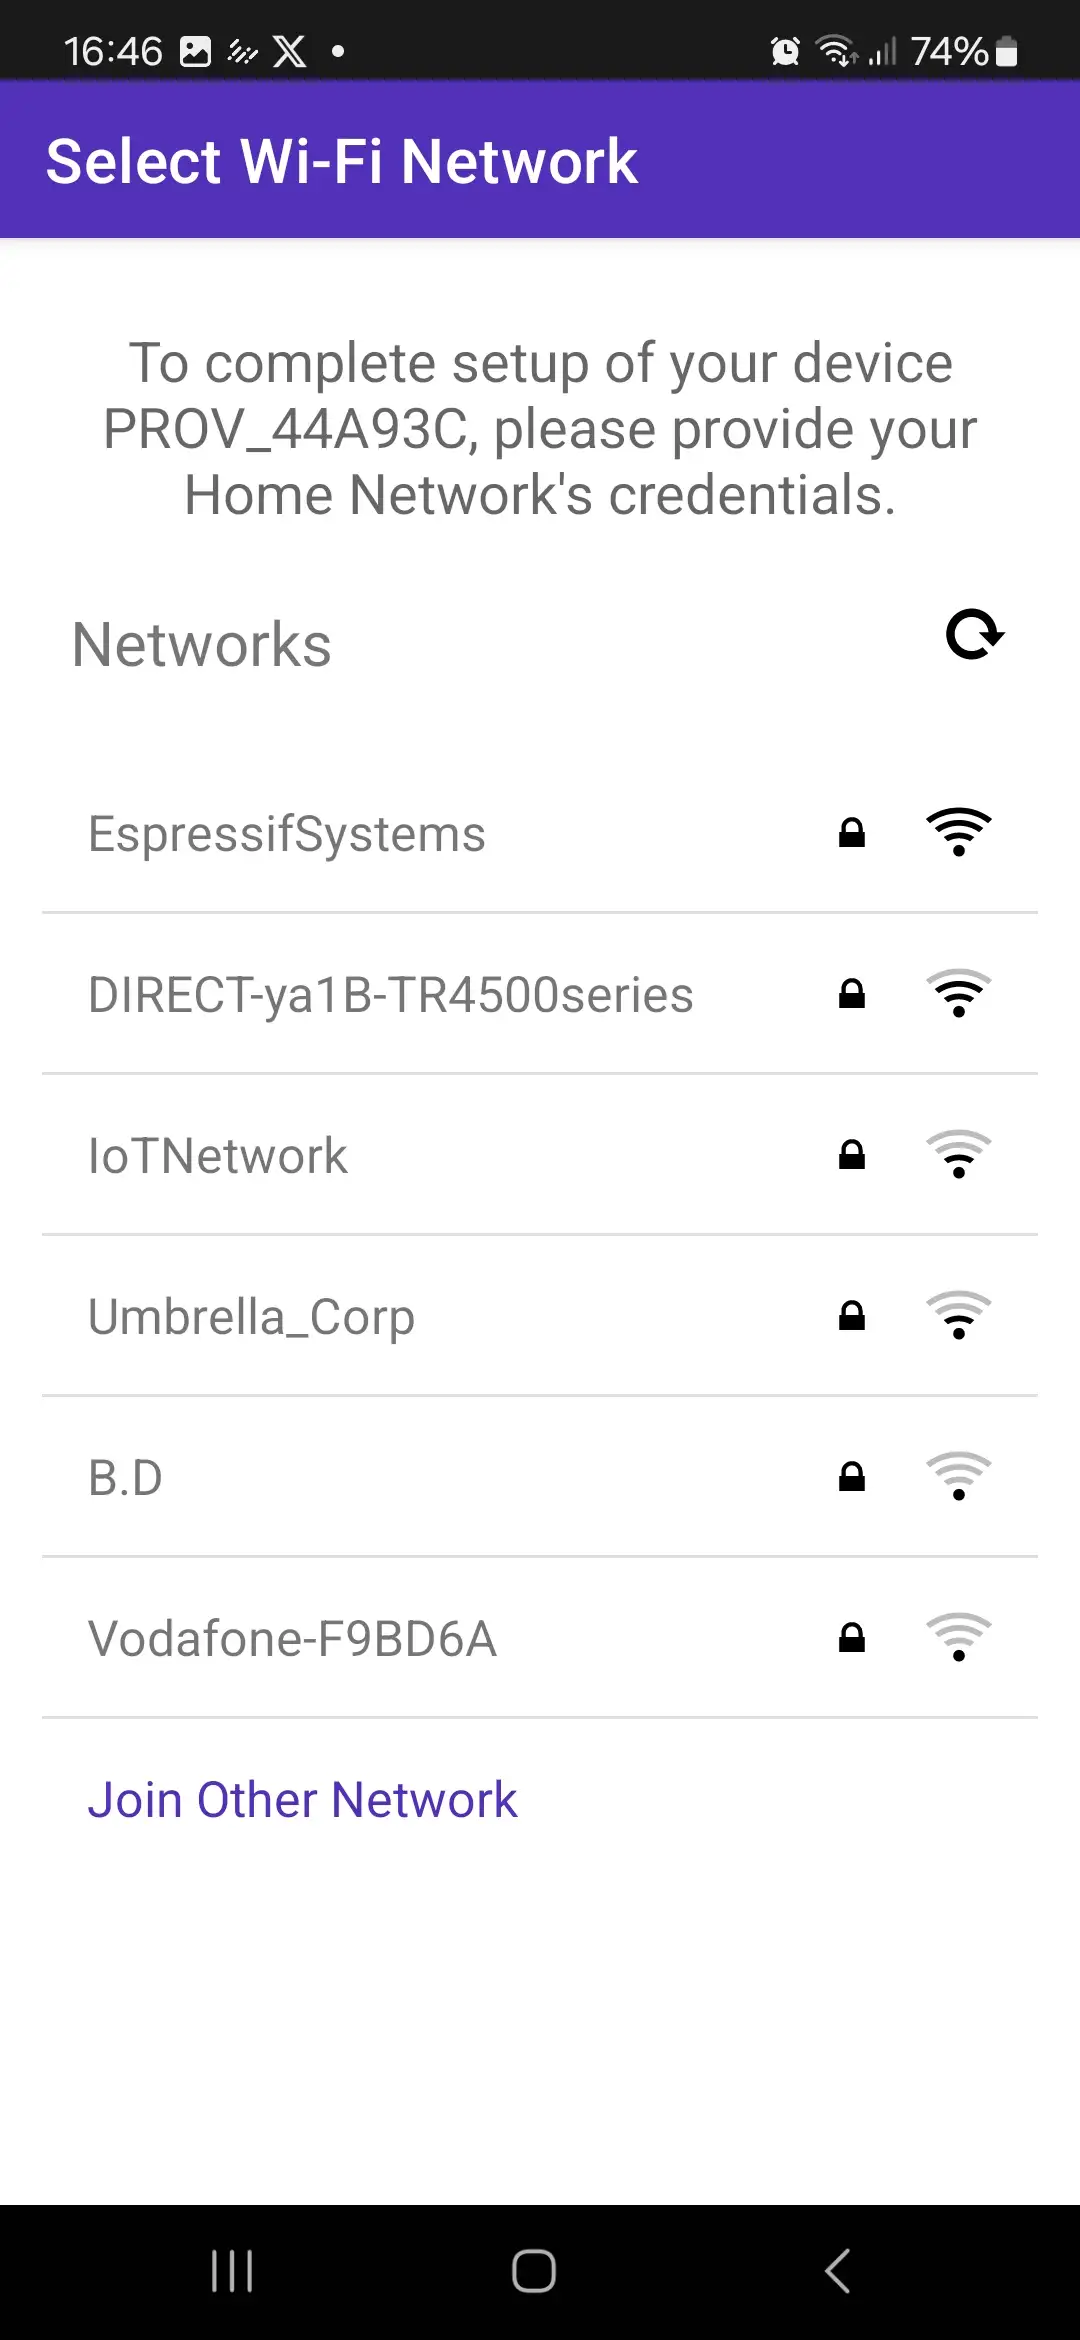 16:46
74%
Select Wi-Fi Network
To complete setup of your device
PROV_44A93C, please provide your
Home Network's credentials.
Networks
EspressifSystems
DIRECT-ya1B-TR4500series
IoTNetwork
Umbrella_Corp
B.D
Vodafone-F9BD6A
Join Other Network